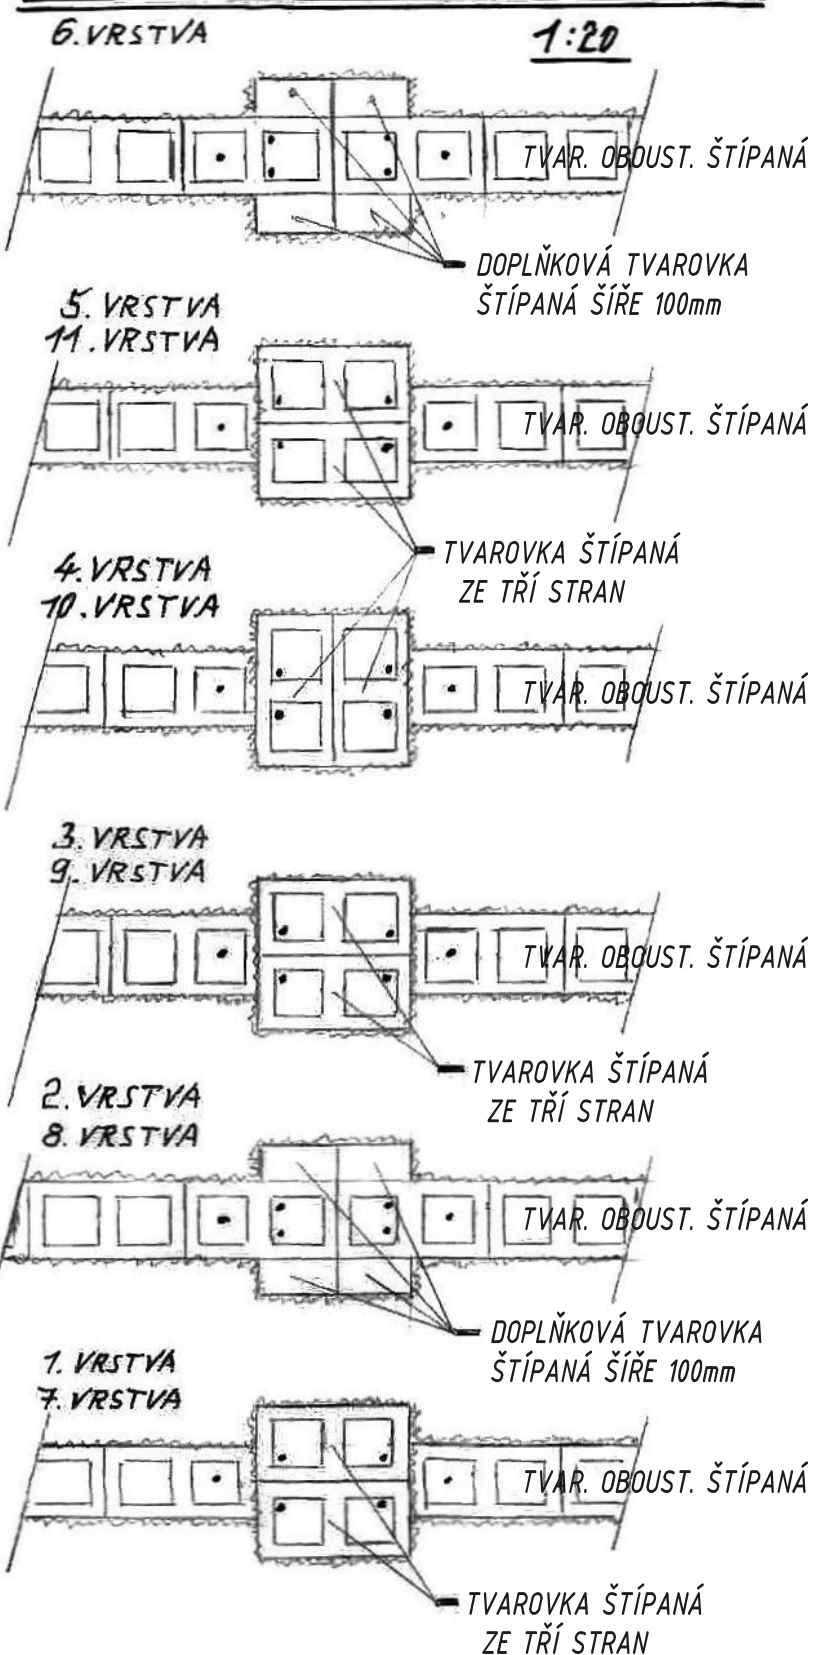 6.VRSTVA
1:20
TVAR. OBOUST. ŠTÍPANÁ
DOPLŇKOVÁ TVAROVKA
ŠTÍPANÁ ŠÍŘE 100mm
5. VRSTVA
11. VRSTVA
TVAR. OBOUST. ŠTÍPANÁ
TVAROVKA ŠTÍPANÁ
ZE TŘÍ STRAN
4. VRSTVA
10. VRSTVA
TVAR. OBOUST. ŠTÍPANÁ
3. VRSTVA
9. VRSTVA
TVAR. OBOUST. ŠTÍPANÁ
TVAROVKA ŠTÍPANÁ
ZE TŘÍ STRAN
2. VRSTVA
8. VRSTVA
TVAR. OBOUST. ŠTÍPANÁ
DOPLŇKOVÁ TVAROVKA
ŠTÍPANÁ ŠÍŘE 100mm
1. VRSTVA
7. VRSTVA
TVAR. OBOUST. ŠTÍPANÁ
TVAROVKA ŠTÍPANÁ
ZE TŘÍ STRAN